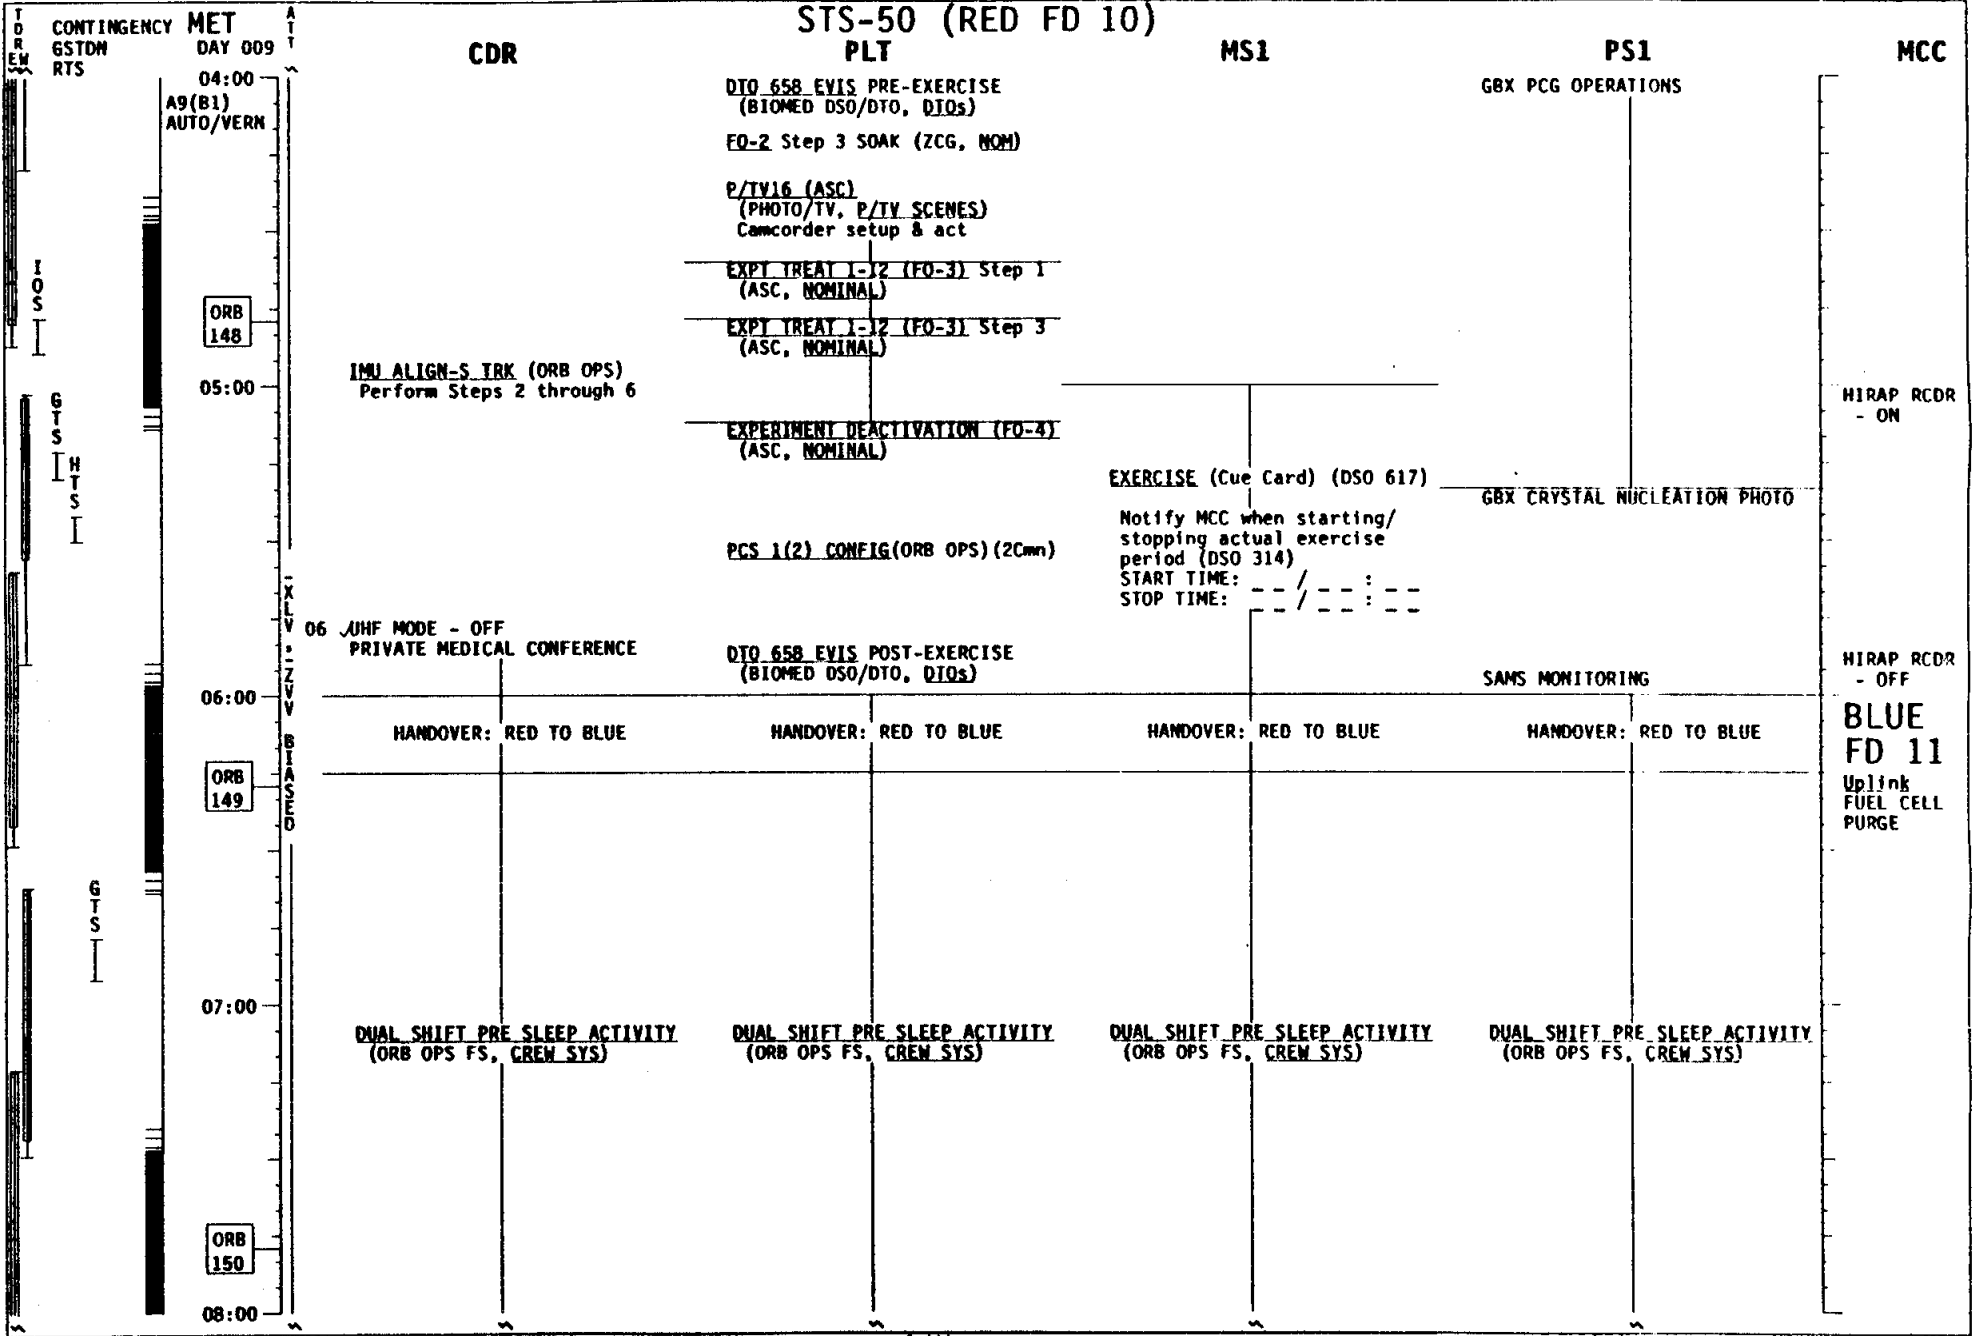 STS-50 (RED FD 10)
T
D
R
E W
CONTINGENCY
GSTDN
RTS
MET
DAY 009
A
T
T
CDR
PLT
MS1
PS1
MCC
04:00
A9(B1)
AUTO/VERN
DTO 658 EVIS PRE-EXERCISE
(BIOMED DSO/DTO, DTOs)
FO-2 Step 3 SOAK (ZCG, NOM)
P/TV16 (ASC)
(PHOTO/TV, P/TV SCENES)
Camcorder setup & act
EXPT TREAT 1-12 (FO-3) Step 1
(ASC, NOMINAL)
EXPT TREAT 1-12 (FO-3) Step 3
(ASC, NOMINAL)
EXPERIMENT DEACTIVATION (FO-4)
(ASC, NOMINAL)
PCS 1(2) CONFIG(ORB OPS)(2Cmn)
DTO 658 EVIS POST-EXERCISE
(BIOMED DSO/DTO, DTOs)
GBX PCG OPERATIONS
I
O
S
ORB
148
IMU ALIGN-S TRK (ORB OPS)
Perform Steps 2 through 6
05:00
G
T
S
H
T
S
HIRAP RCDR
- ON
EXERCISE (Cue Card) (DSO 617)
Notify MCC when starting/
stopping actual exercise
period (DSO 314)
START TIME: _ _ / _ _ : _ _
STOP TIME: _ _ / _ _ : _ _
GBX CRYSTAL NUCLEATION PHOTO
-XLV -ZVV BIASED
06 √UHF MODE - OFF
PRIVATE MEDICAL CONFERENCE
SAMS MONITORING
HIRAP RCDR
- OFF
06:00
HANDOVER: RED TO BLUE
HANDOVER: RED TO BLUE
HANDOVER: RED TO BLUE
HANDOVER: RED TO BLUE
BLUE
FD 11
Uplink
FUEL CELL
PURGE
ORB
149
G
T
S
07:00
DUAL SHIFT PRE SLEEP ACTIVITY
(ORB OPS FS, CREW SYS)
DUAL SHIFT PRE SLEEP ACTIVITY
(ORB OPS FS, CREW SYS)
DUAL SHIFT PRE SLEEP ACTIVITY
(ORB OPS FS, CREW SYS)
DUAL SHIFT PRE SLEEP ACTIVITY
(ORB OPS FS, CREW SYS)
ORB
150
08:00